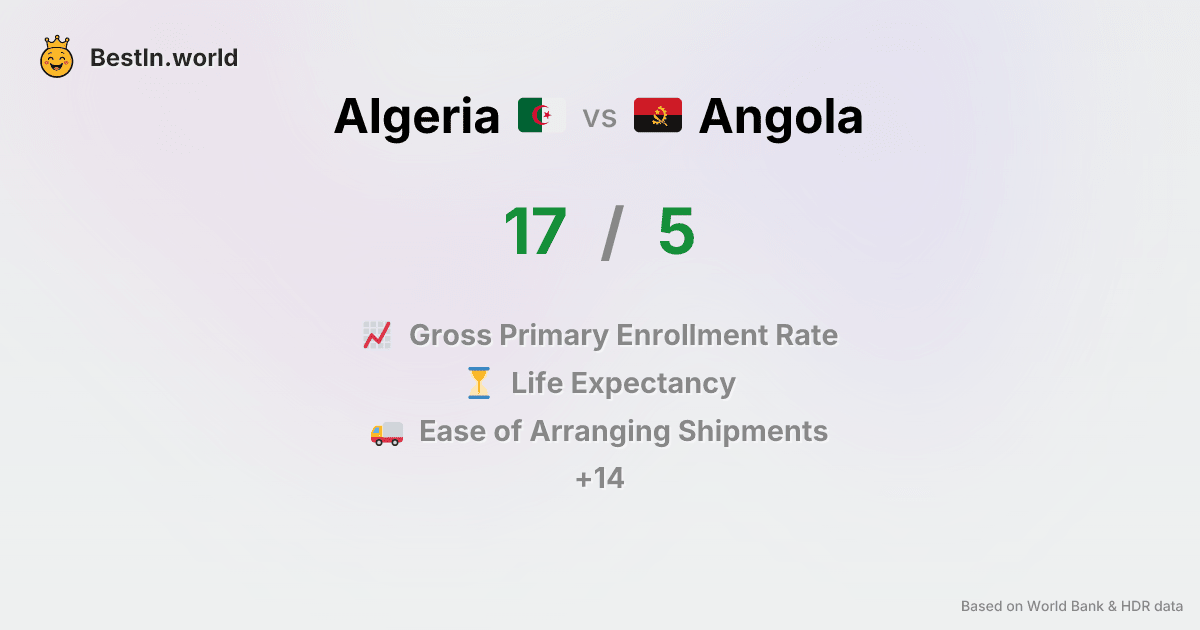 BestIn.world
Algeria vs Angola
17 / 5
Gross Primary Enrollment Rate
Life Expectancy
Ease of Arranging Shipments
+14
Based on World Bank & HDR data